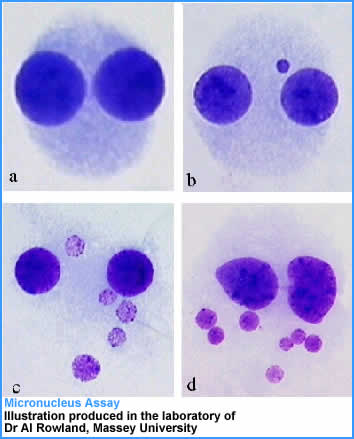 a
b
c
d
Micronucleus Assay
Illustration produced in the laboratory of
Dr Al Rowland, Massey University